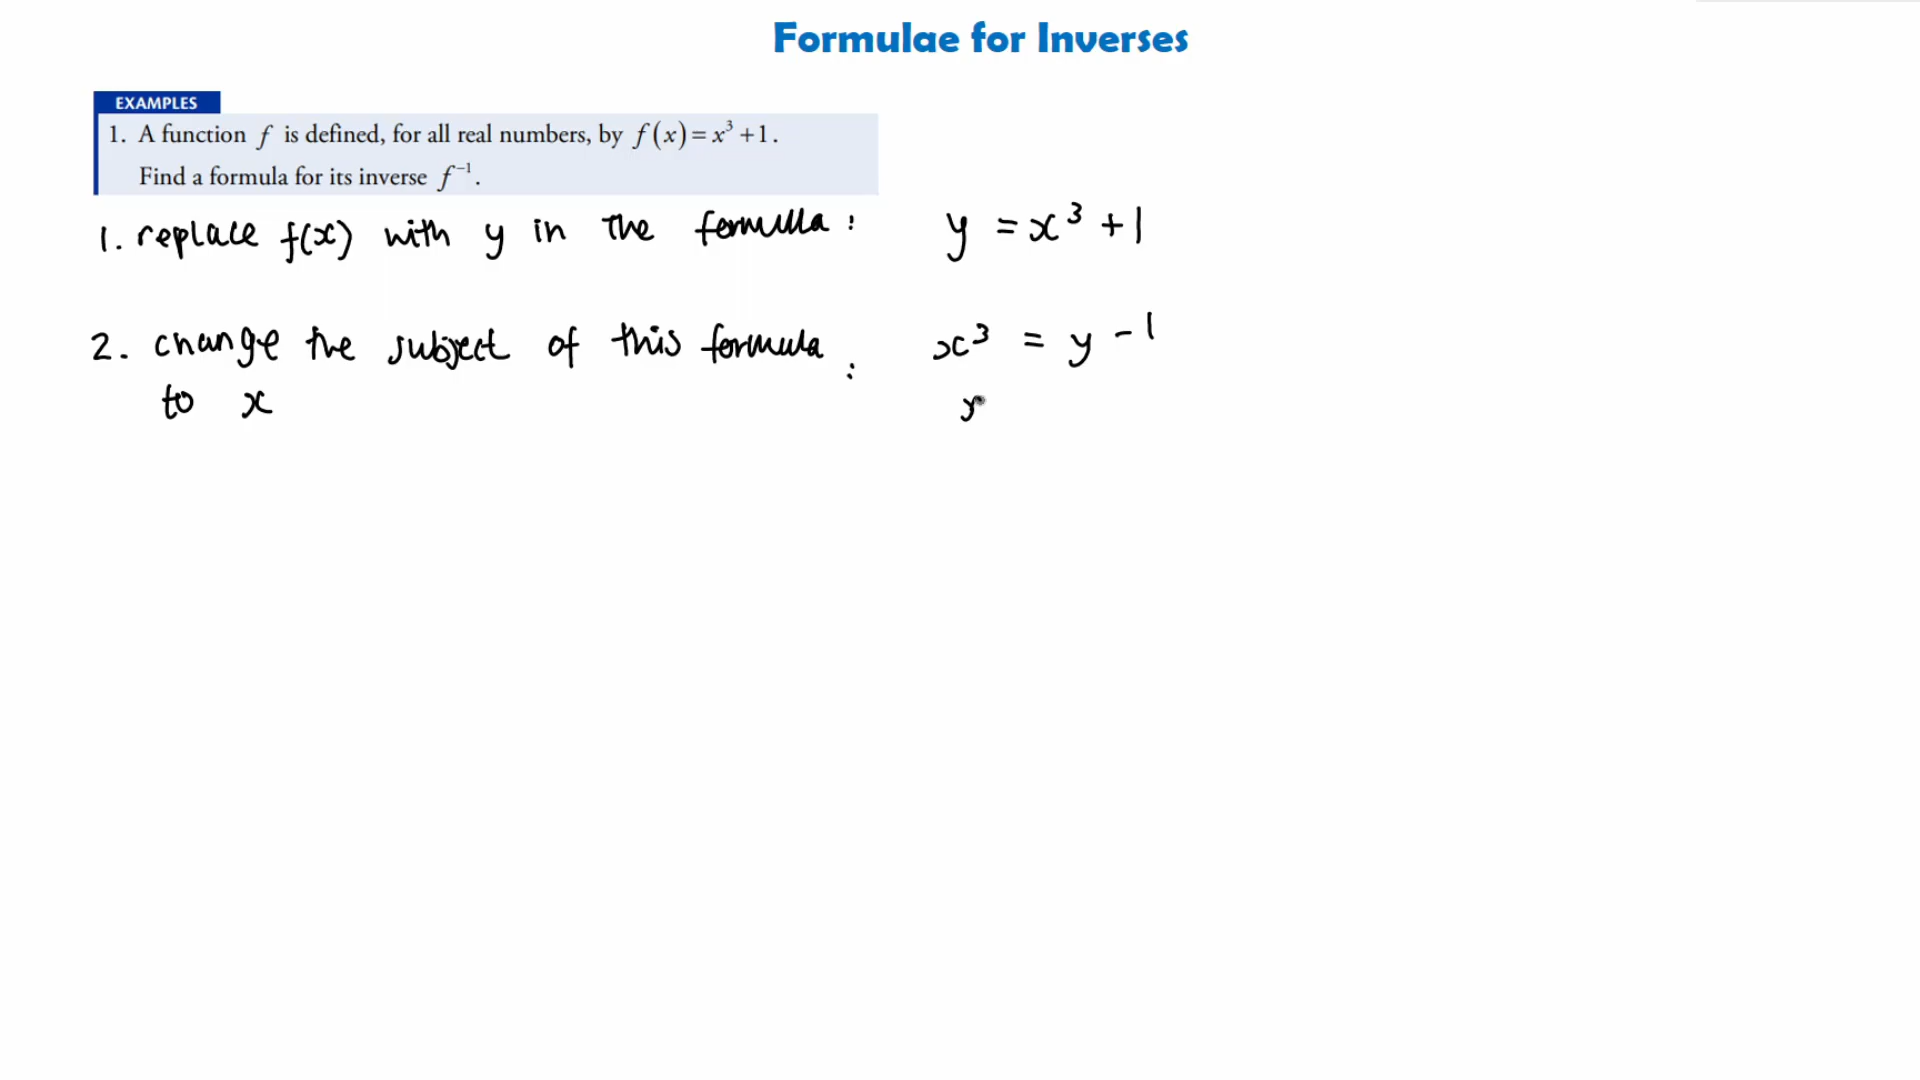 Formulae for Inverses
EXAMPLES
1. A function f is defined, for all real numbers, by f(x) = x³ + 1.
Find a formula for its inverse f⁻¹.
1. replace f(x) with y in the formula : y = x³ + 1
2. change the subject of this formula : x³ = y - 1
to x x